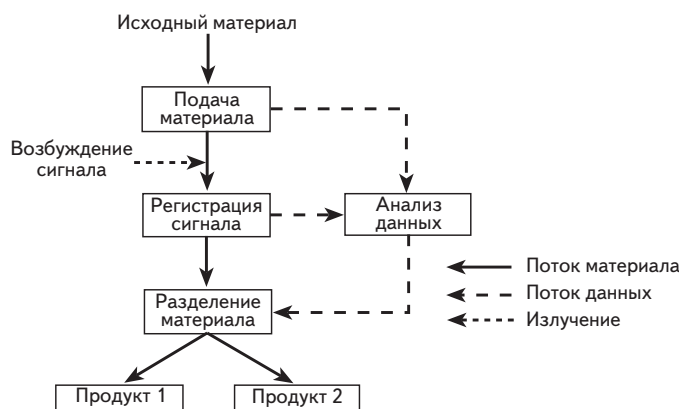 Исходный материал
Подача
материала
Возбуждение
сигнала
Регистрация
сигнала
Анализ
данных
Поток материала
Поток данных
Излучение
Разделение
материала
Продукт 1
Продукт 2